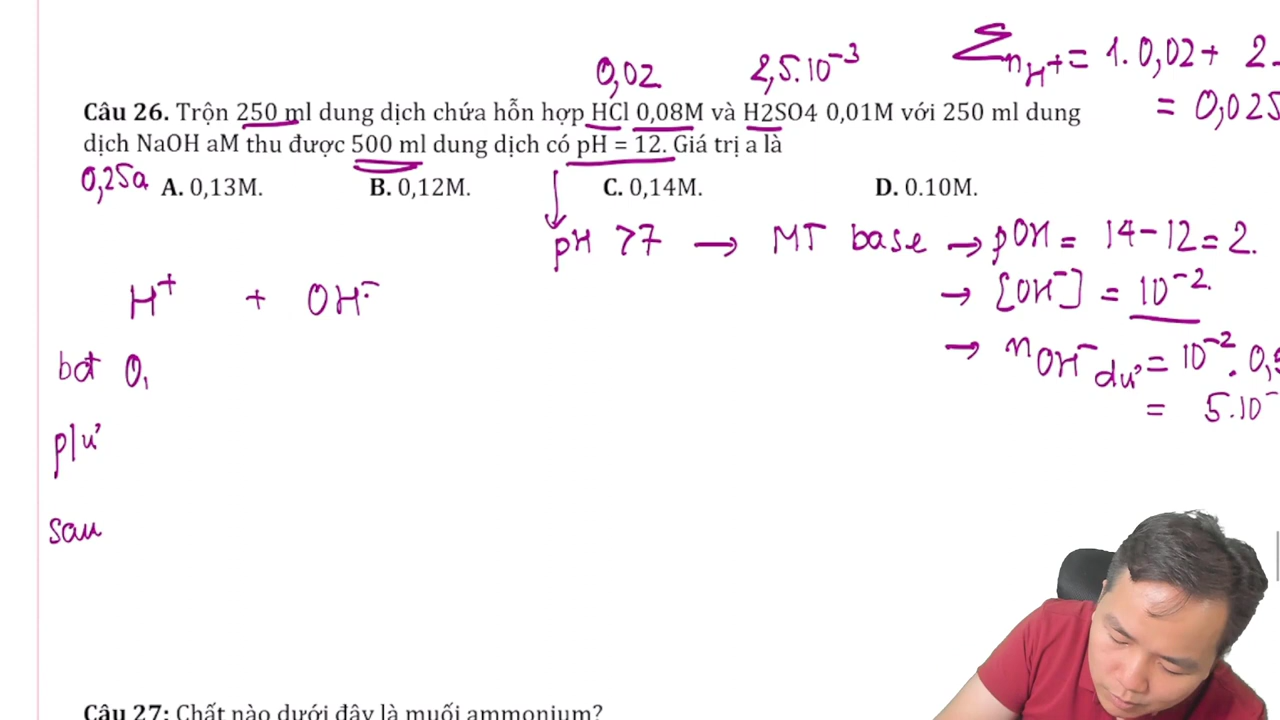 0,02 2,5.10⁻³
Σ nH⁺ = 1.0,02 + 2.
= 0,025
Câu 26. Trộn 250 ml dung dịch chứa hỗn hợp HCl 0,08M và H2SO4 0,01M với 250 ml dung
dịch NaOH aM thu được 500 ml dung dịch có pH = 12. Giá trị a là
0,25a
A. 0,13M. B. 0,12M. C. 0,14M. D. 0.10M.
↓
pH >7 → MT base → pOH = 14-12=2.
→ [OH⁻] = 10⁻².
→ nOH⁻ dư = 10⁻². 0,5
= 5.10⁻
H⁺ + OH⁻
bđ 0,
p/ư
sau
Câu 27: Chất nào dưới đây là muối ammonium?